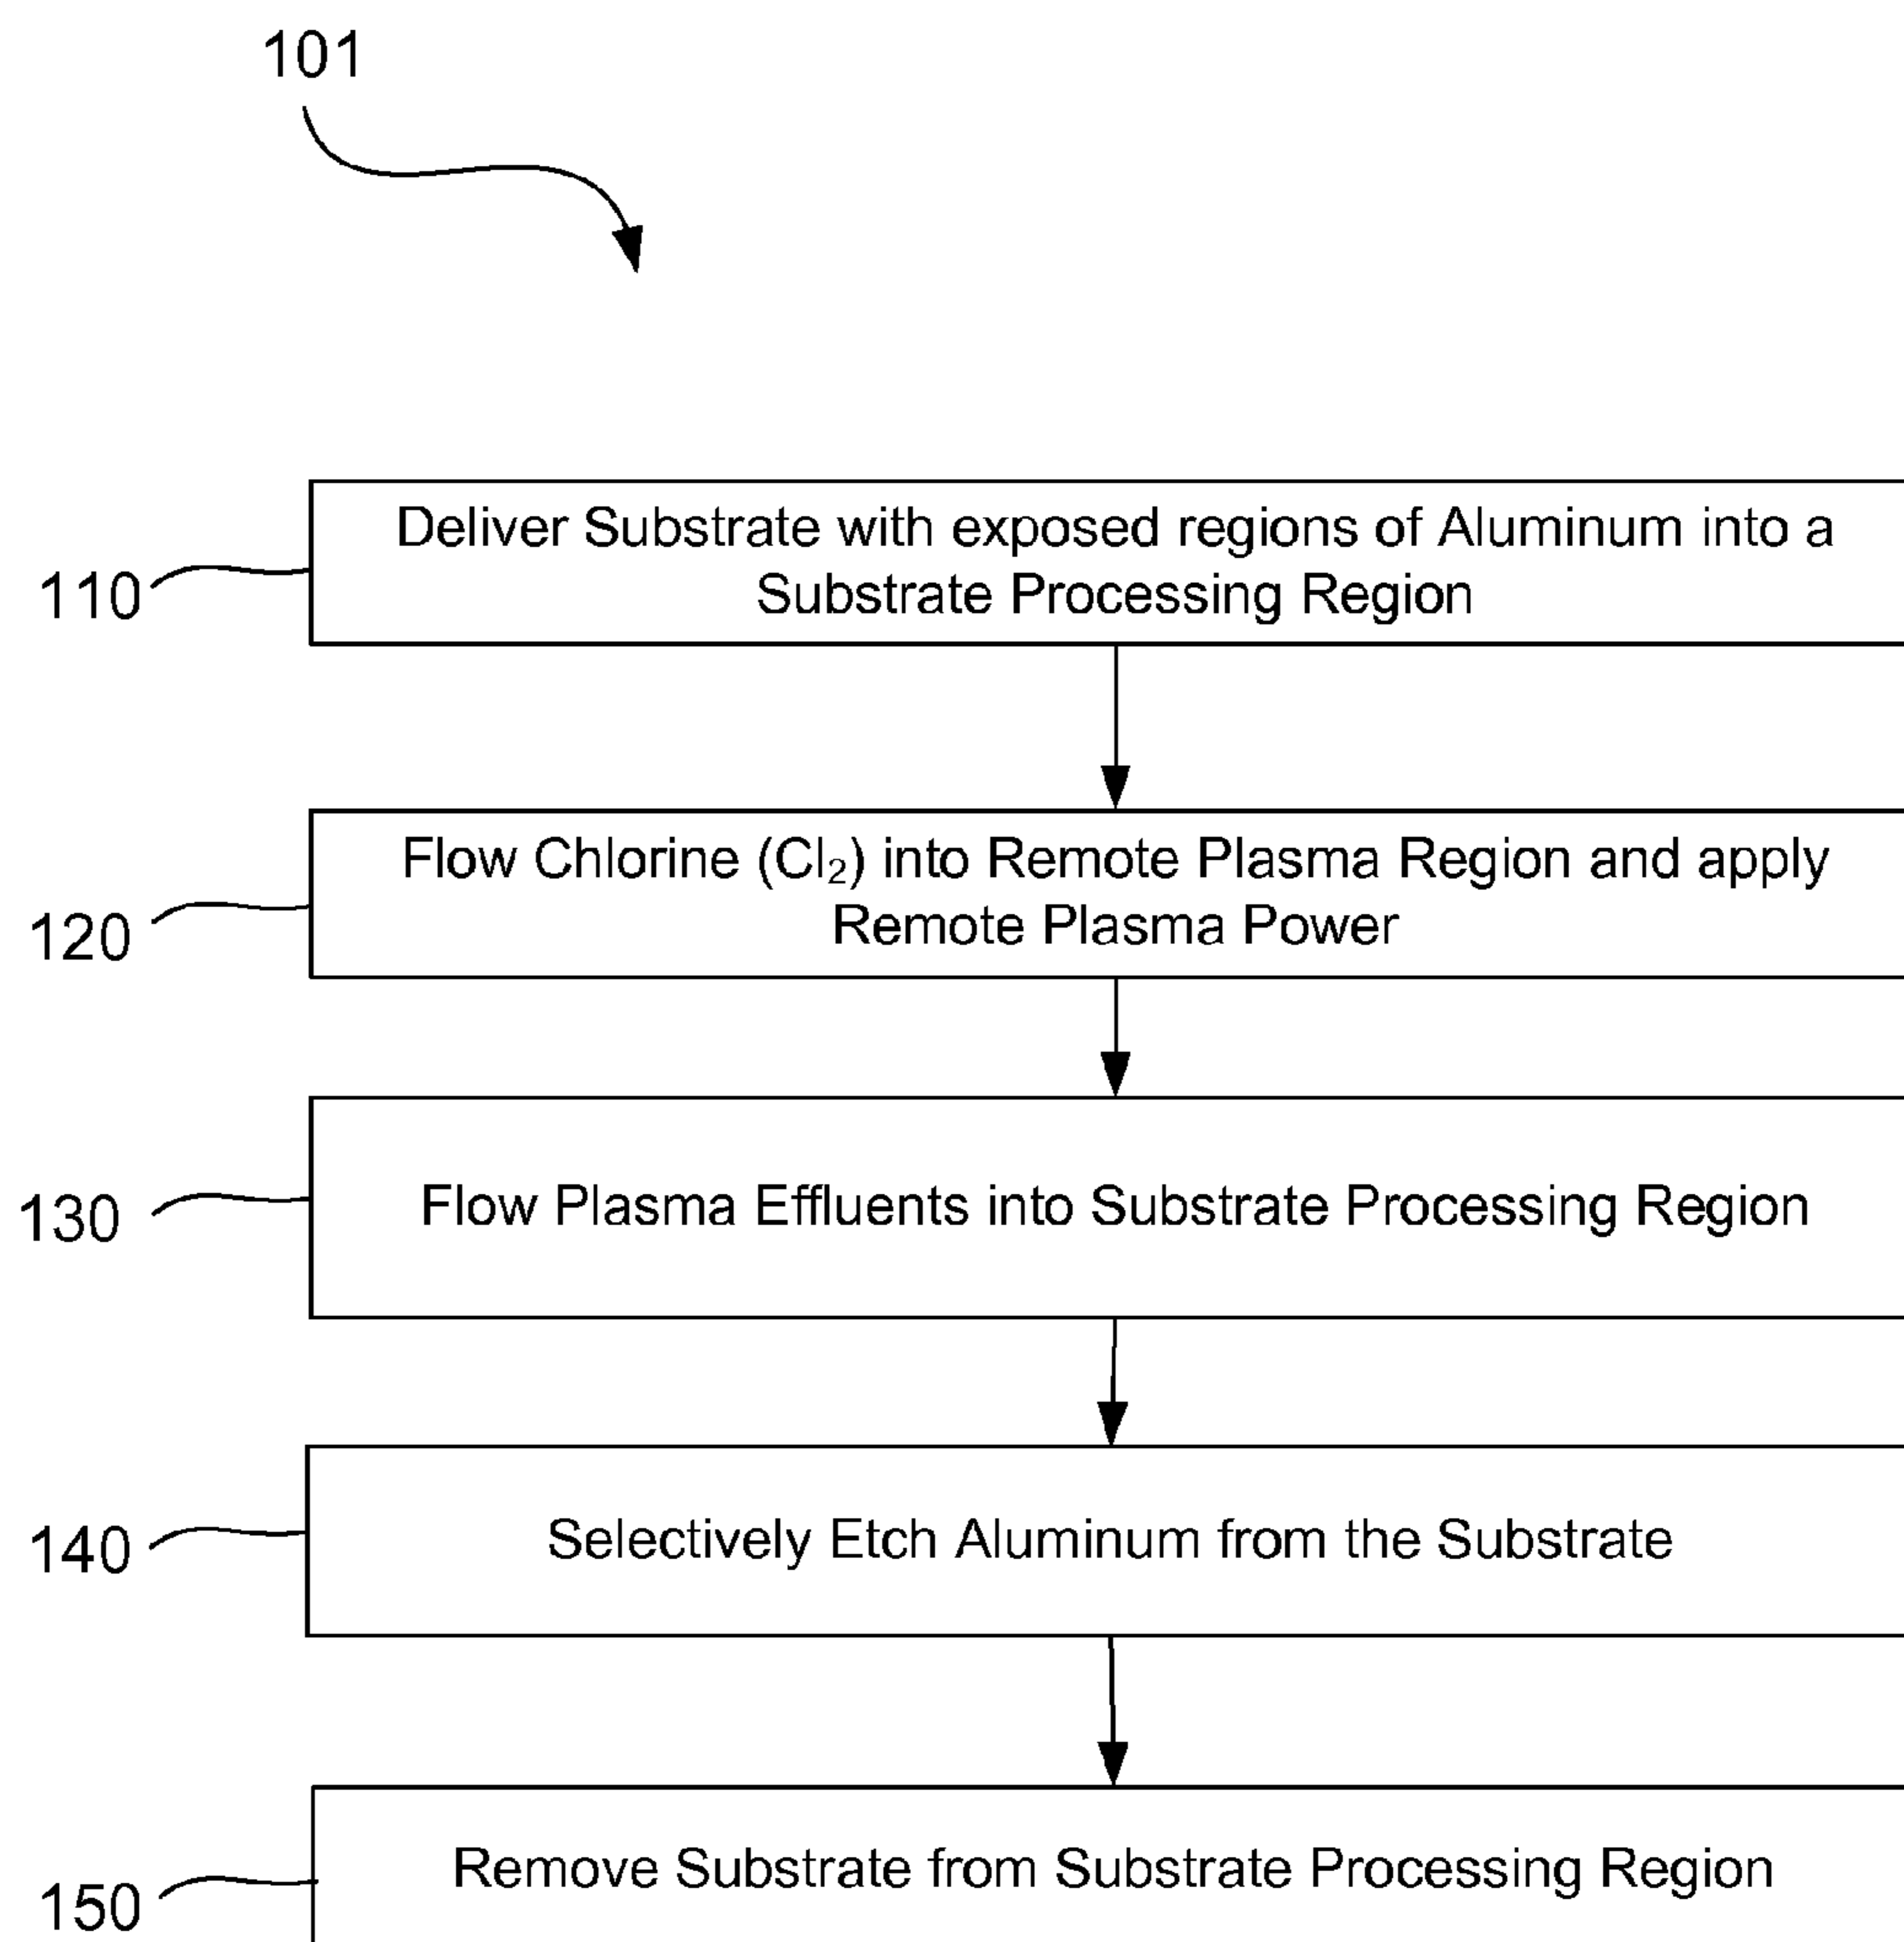 101
110
Deliver Substrate with exposed regions of Aluminum into a
Substrate Processing Region
120
Flow Chlorine (Cl₂) into Remote Plasma Region and apply
Remote Plasma Power
130
Flow Plasma Effluents into Substrate Processing Region
140
Selectively Etch Aluminum from the Substrate
150
Remove Substrate from Substrate Processing Region